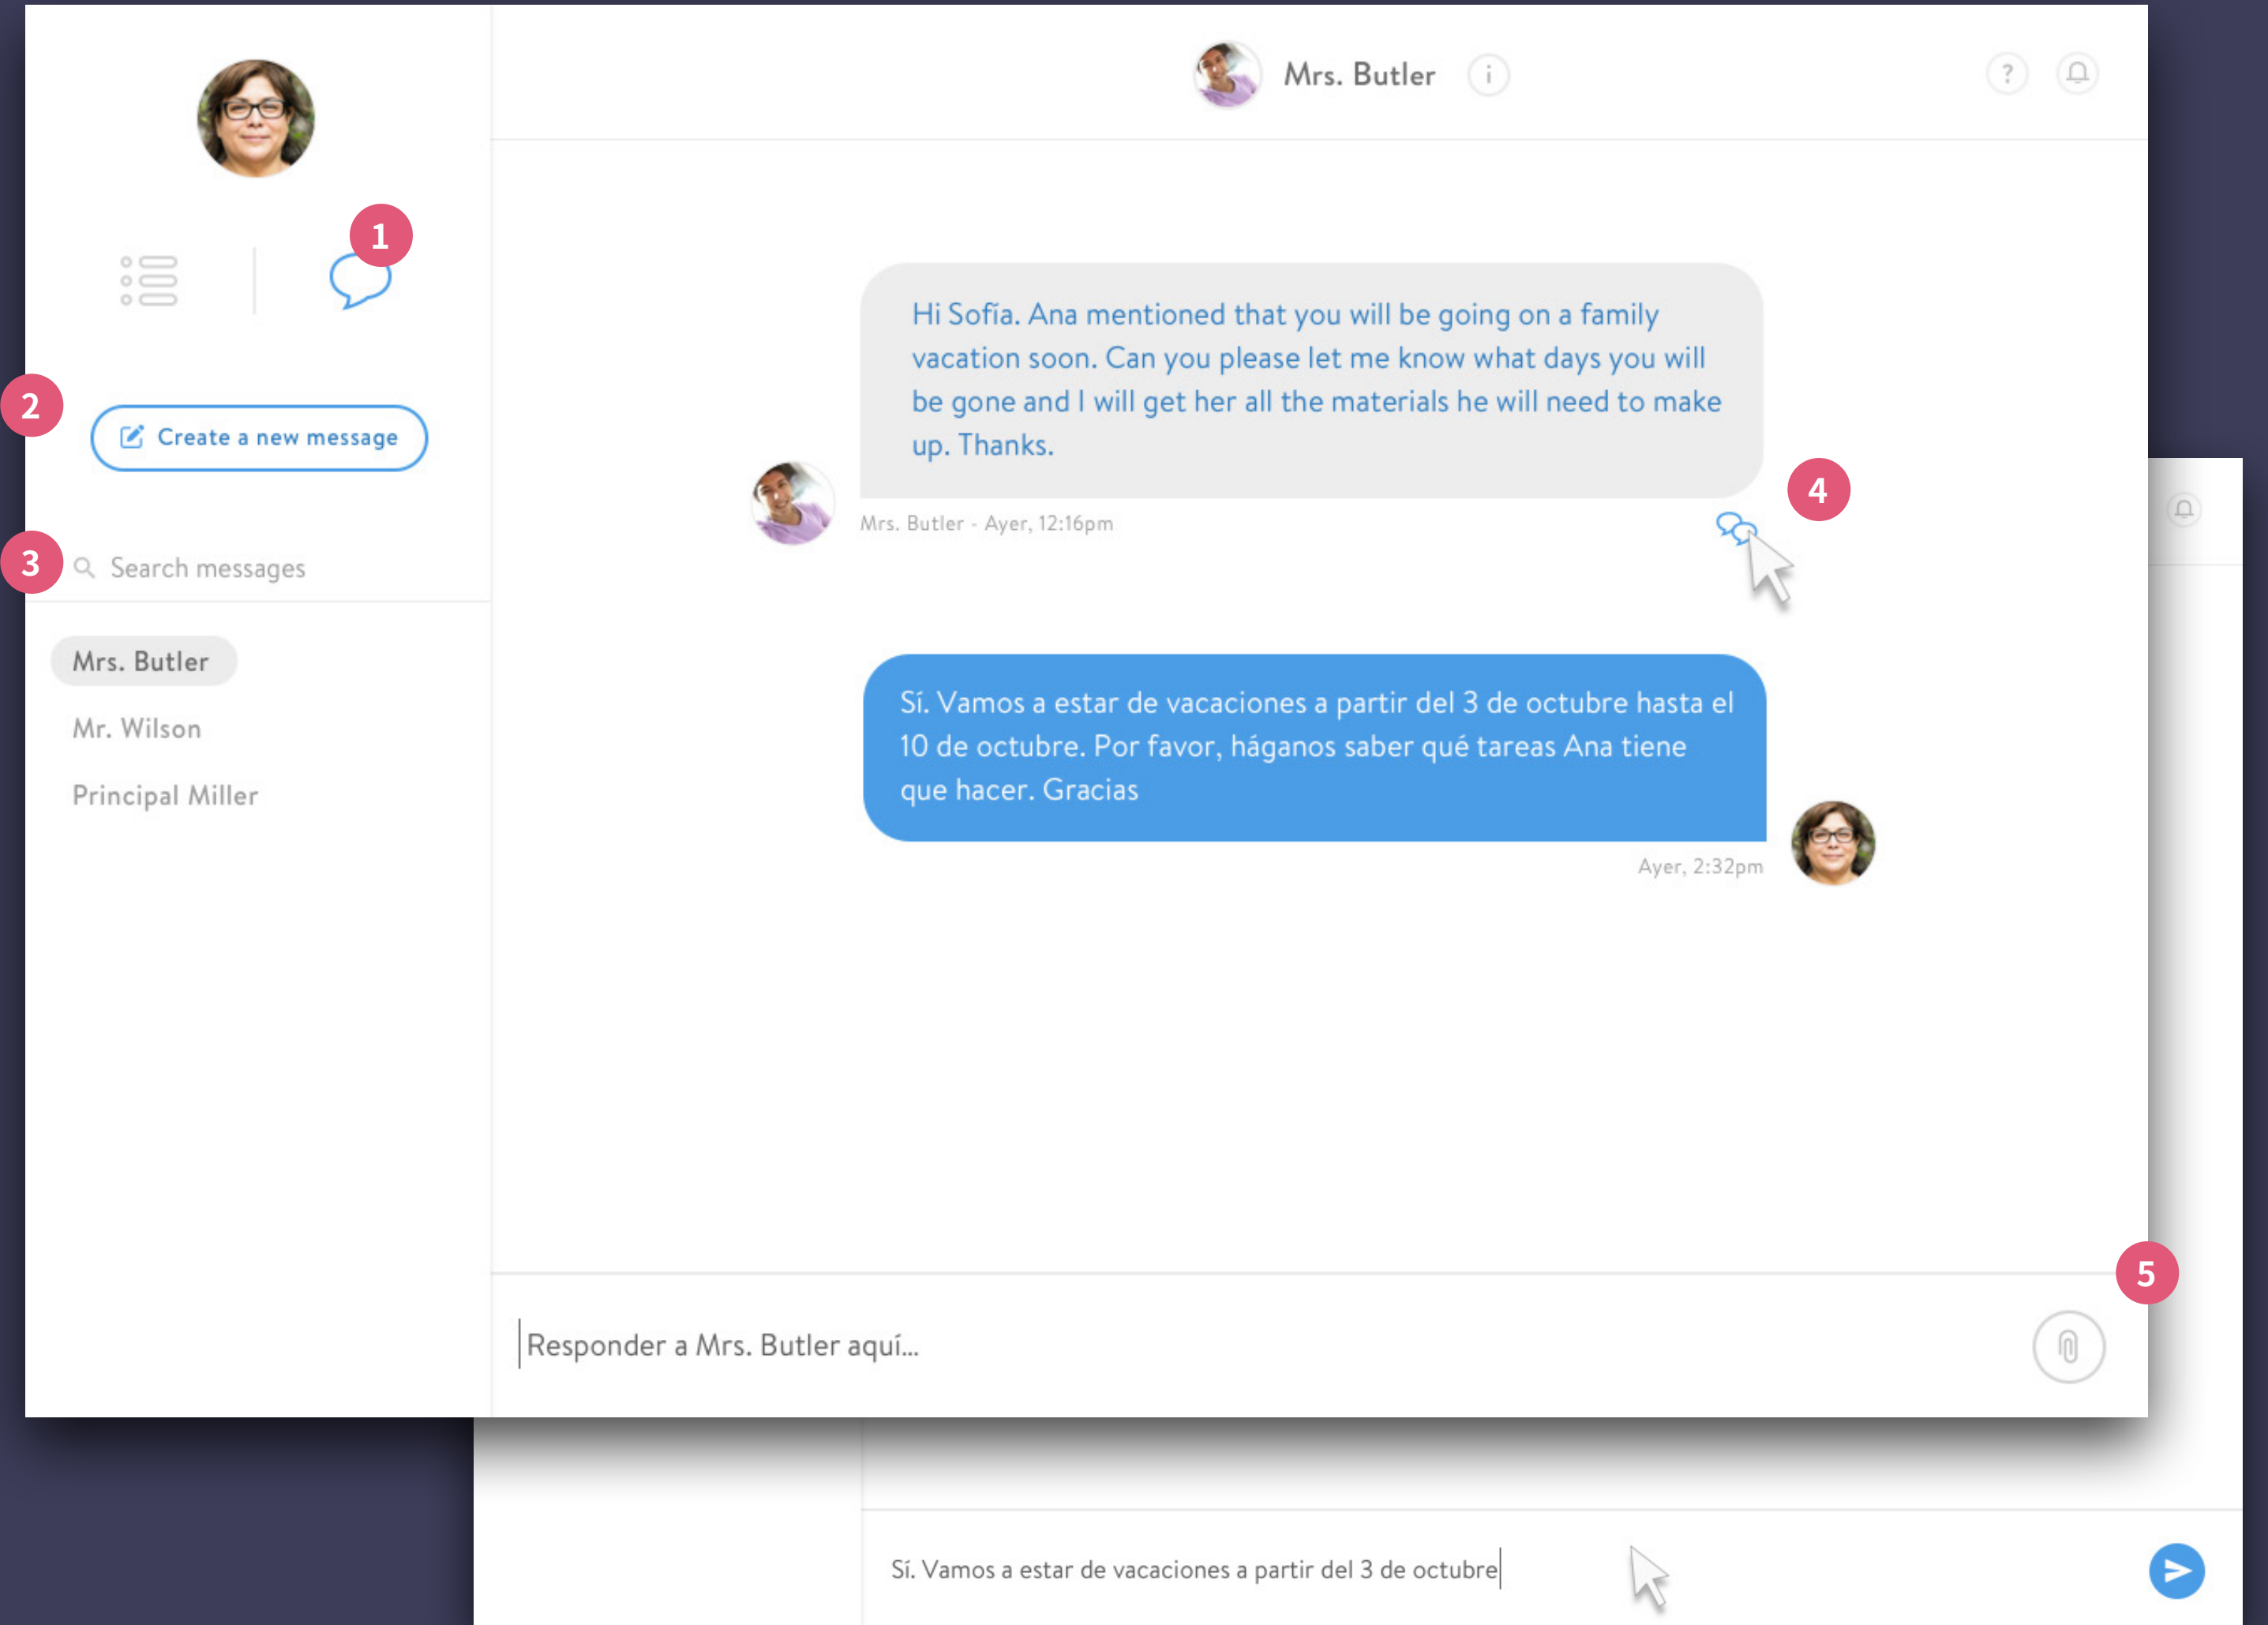 Mrs. Butler
i
?
1
2
Create a new message
3
Search messages
Mrs. Butler
Mr. Wilson
Principal Miller
Hi Sofía. Ana mentioned that you will be going on a family
vacation soon. Can you please let me know what days you will
be gone and I will get her all the materials he will need to make
up. Thanks.
4
Mrs. Butler - Ayer, 12:16pm
Sí. Vamos a estar de vacaciones a partir del 3 de octubre hasta el
10 de octubre. Por favor, háganos saber qué tareas Ana tiene
que hacer. Gracias
Ayer, 2:32pm
5
Responder a Mrs. Butler aquí...
Sí. Vamos a estar de vacaciones a partir del 3 de octubre